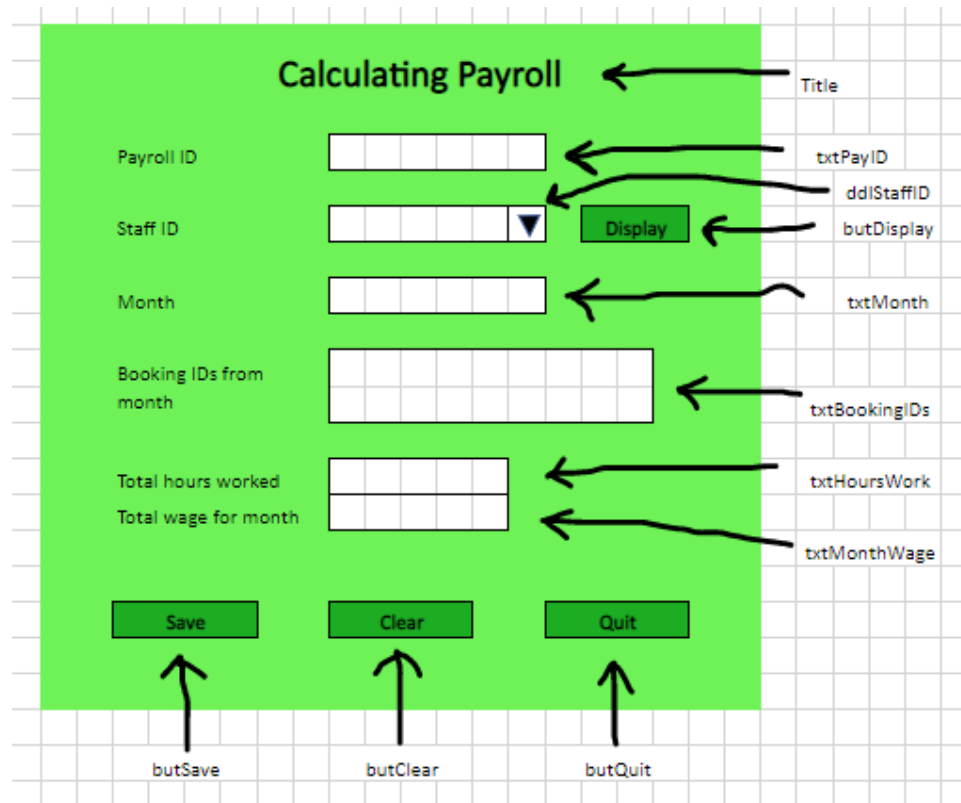 Calculating Payroll
Title
Payroll ID
txtPayID
ddlStaffID
Staff ID
Display
butDisplay
Month
txtMonth
Booking IDs from
month
txtBookingIDs
Total hours worked
txtHoursWork
Total wage for month
txtMonthWage
Save
Clear
Quit
butSave
butClear
butQuit